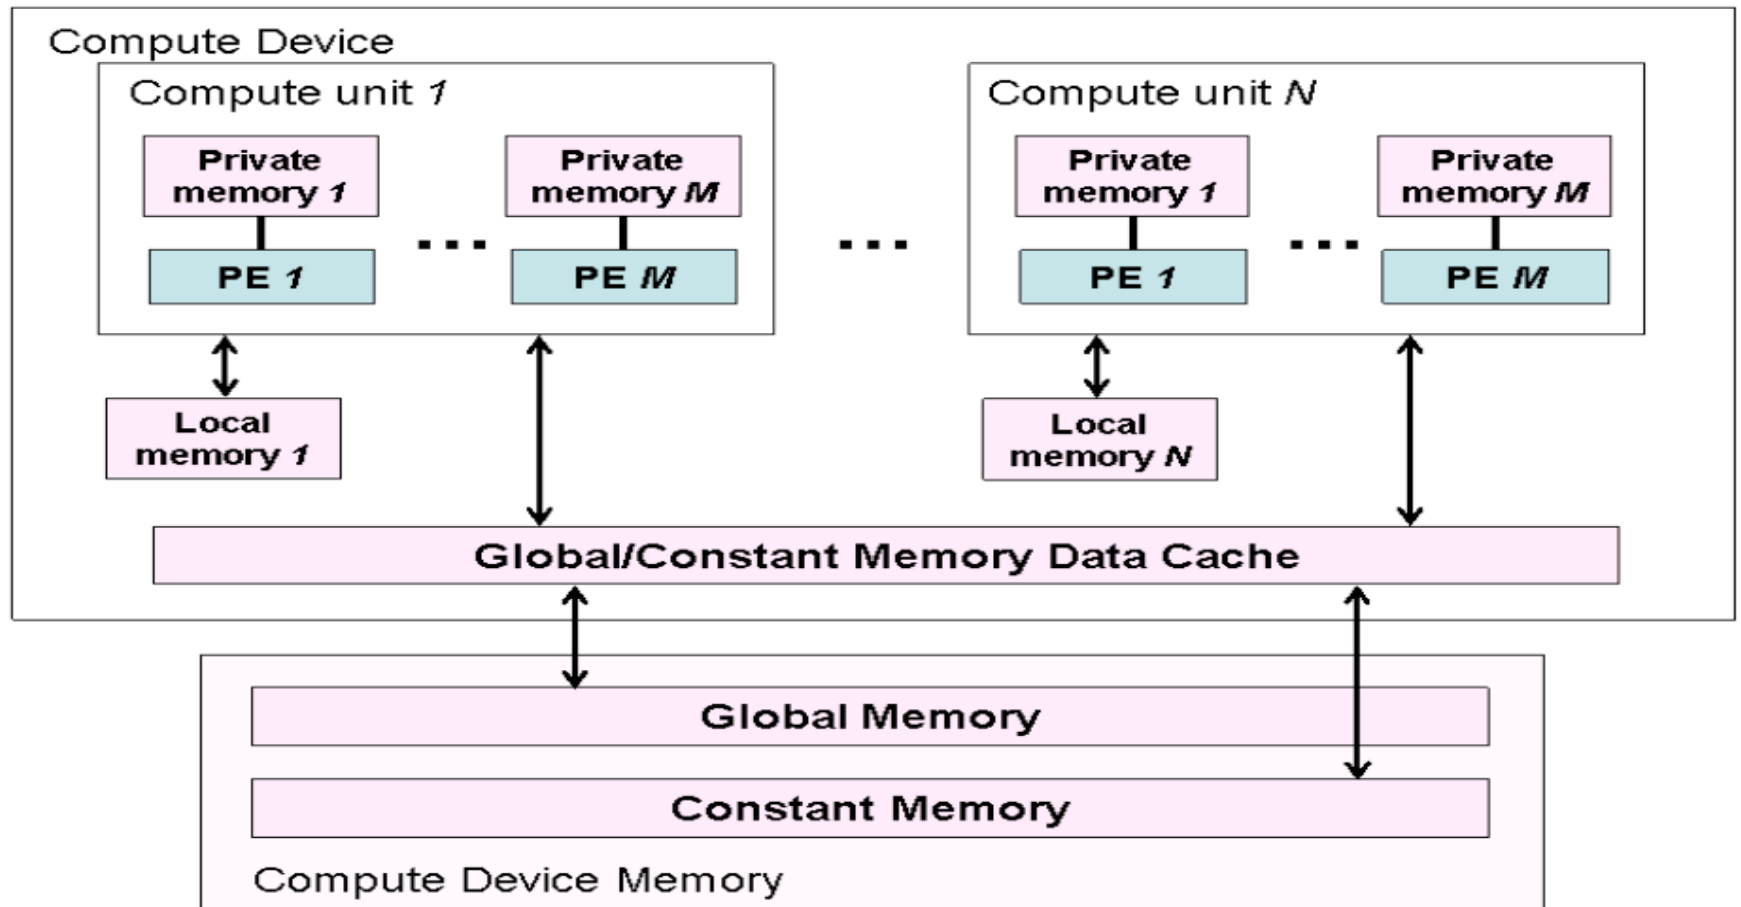 Compute Device
Compute unit 1
Compute unit N
Private
memory 1
Private
memory M
Private
memory 1
Private
memory M
...
...
...
PE 1
PE M
PE 1
PE M
Local
memory 1
Local
memory N
Global/Constant Memory Data Cache
Global Memory
Constant Memory
Compute Device Memory